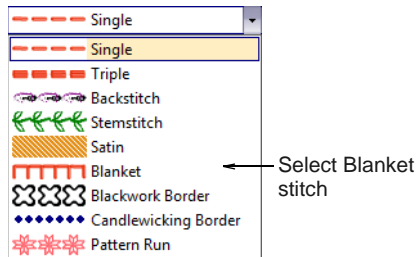 Single
Single
Triple
Backstitch
Stemstitch
Satin
Blanket
Select Blanket
stitch
Blackwork Border
Candlewicking Border
Pattern Run